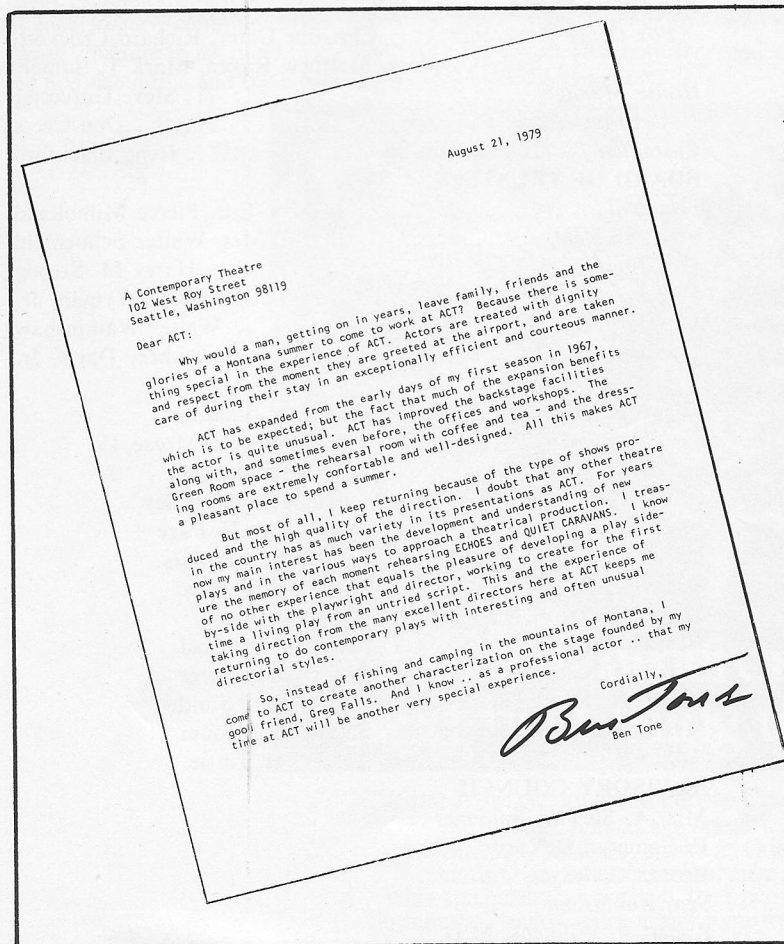 August 21, 1979
A Contemporary Theatre
102 West Roy Street
Seattle, Washington 98119
Dear ACT:
Why would a man, getting on in years, leave family, friends and the
glories of a Montana summer to come to work at ACT? Because there is some-
thing special in the experience of ACT. Actors are treated with dignity
and respect from the moment they are greeted at the airport, and are taken
care of during their stay in an exceptionally efficient and courteous manner.
ACT has expanded from the early days of my first season in 1967,
which is to be expected; but the fact that much of the expansion benefits
the actor is quite unusual. ACT has improved the backstage facilities
along with, and sometimes even before, the offices and workshops. The
Green Room space - the rehearsal room with coffee and tea - and the dress-
ing rooms are extremely comfortable and well-designed. All this makes ACT
a pleasant place to spend a summer.
But most of all, I keep returning because of the type of shows pro-
duced and the high quality of the direction. I doubt that any other theatre
in the country has as much variety in its presentations as ACT. For years
now my main interest has been the development and understanding of new
plays and in the various ways to approach a theatrical production. I treas-
ure the memory of each moment rehearsing ECHOES and QUIET CARAVANS. I know
of no other experience that equals the pleasure of developing a play side-
by-side with the playwright and director, working to create for the first
time a living play from an untried script. This and the experience of
taking direction from the many excellent directors here at ACT keeps me
returning to do contemporary plays with interesting and often unusual
directorial styles.
So, instead of fishing and camping in the mountains of Montana, I
come to ACT to create another characterization on the stage founded by my
good friend, Greg Falls. And I know .. as a professional actor .. that my
time at ACT will be another very special experience.
Cordially,
Ben Tone
Ben Tone